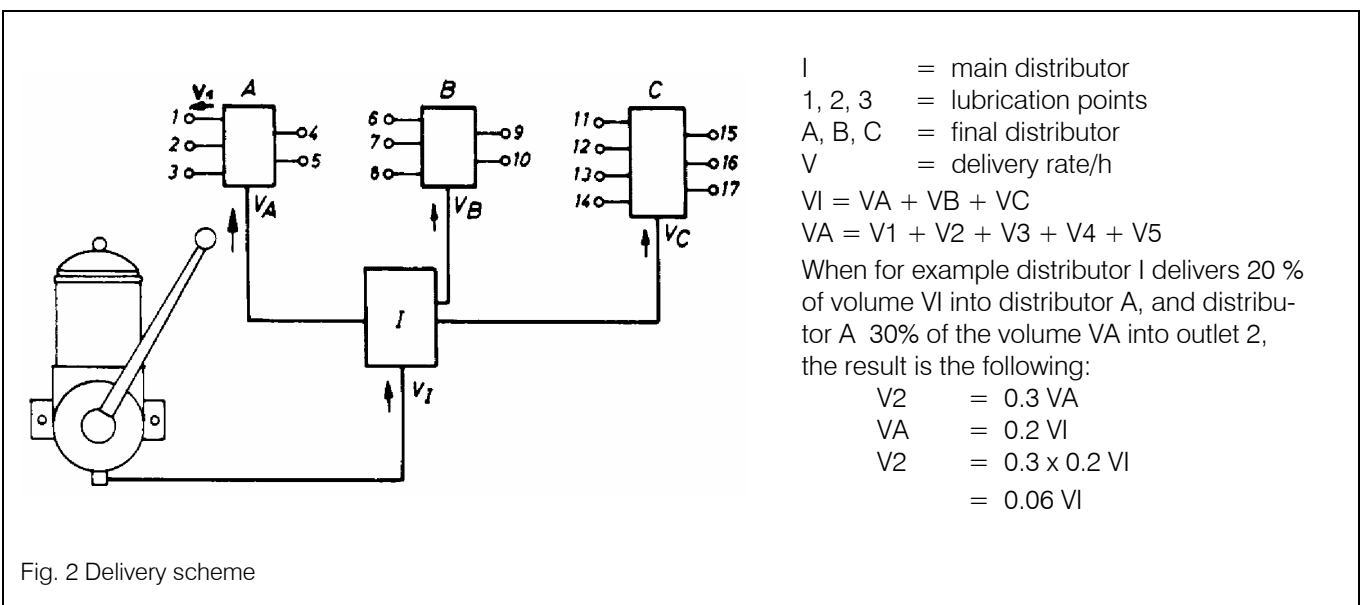 V1 A B C
1 4
2 5
3
6 9
7 10
8
11 15
12 16
13 17
14
VA VB VC
I
VI
I = main distributor
1, 2, 3 = lubrication points
A, B, C = final distributor
V = delivery rate/h
VI = VA + VB + VC
VA = V1 + V2 + V3 + V4 + V5
When for example distributor I delivers 20 %
of volume VI into distributor A, and distribu-
tor A 30% of the volume VA into outlet 2,
the result is the following:
V2 = 0.3 VA
VA = 0.2 VI
V2 = 0.3 x 0.2 VI
= 0.06 VI
Fig. 2 Delivery scheme